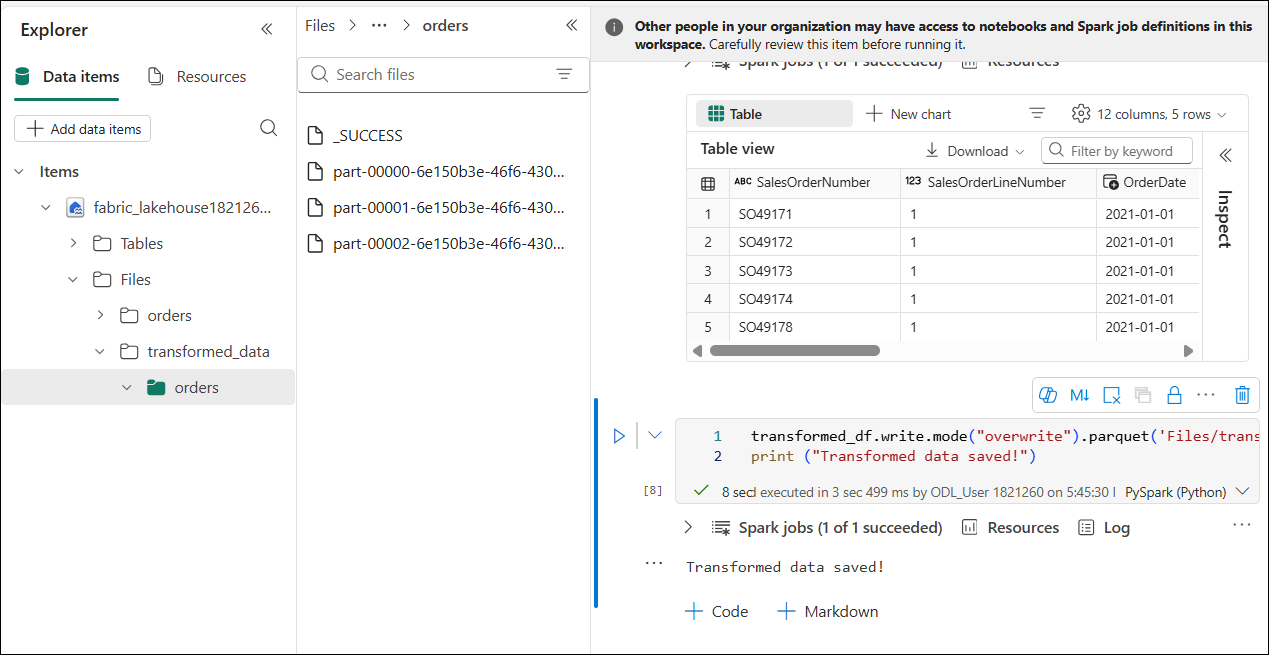 Explorer
Data items
Resources
Add data items
Items
fabric_lakehouse182126...
Tables
Files
orders
transformed_data
orders
Files > ··· > orders
Search files
_SUCCESS
part-00000-6e150b3e-46f6-430...
part-00001-6e150b3e-46f6-430...
part-00002-6e150b3e-46f6-430...
Other people in your organization may have access to notebooks and Spark job definitions in this
workspace. Carefully review this item before running it.
Spark jobs (1 of 1 succeeded) Resources
Table New chart 12 columns, 5 rows
Table view Download Filter by keyword
ABC SalesOrderNumber 123 SalesOrderLineNumber OrderDate
1 SO49171 1 2021-01-01
2 SO49172 1 2021-01-01
3 SO49173 1 2021-01-01
4 SO49174 1 2021-01-01
5 SO49178 1 2021-01-01
Inspect
M↓
1 transformed_df.write.mode("overwrite").parquet('Files/trans
2 print ("Transformed data saved!")
[8] 8 sec executed in 3 sec 499 ms by ODL_User 1821260 on 5:45:30 PySpark (Python)
Spark jobs (1 of 1 succeeded) Resources Log
Transformed data saved!
Code Markdown